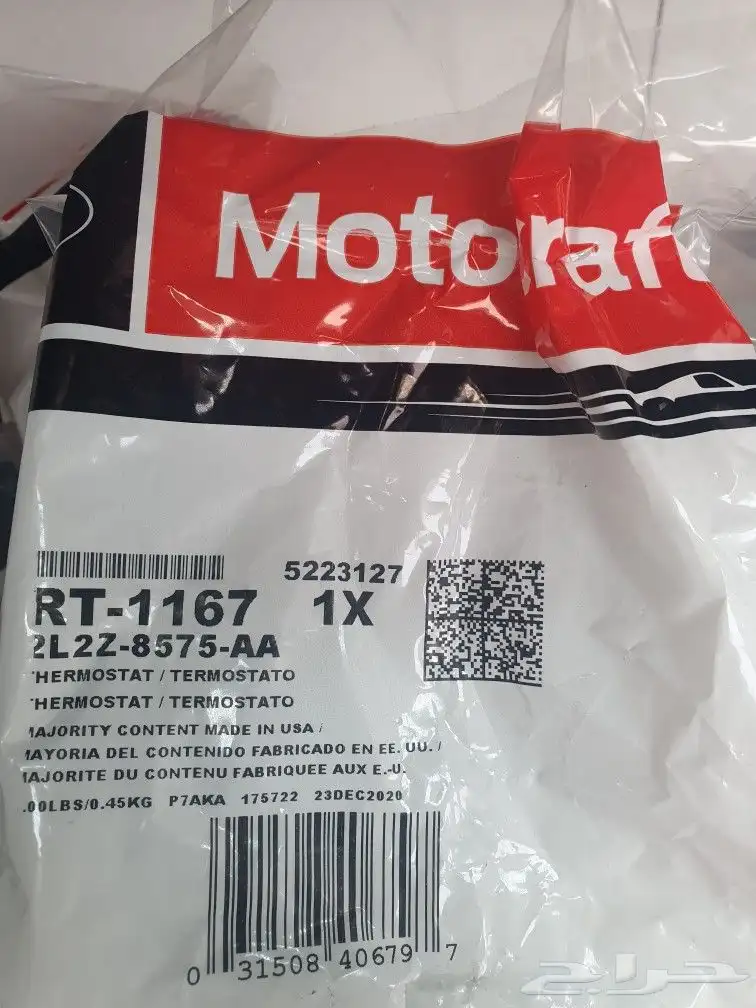 Motorcraft
5223127
RT-1167 1X
2L2Z-8575-AA
THERMOSTAT / TERMOSTATO
THERMOSTAT / TERMOSTATO
MAJORITY CONTENT MADE IN USA /
MAYORIA DEL CONTENIDO FABRICADO EN EE. UU. /
MAJORITE DU CONTENU FABRIQUEE AUX E.-U.
.00LBS/0.45KG P7AKA 175722 23DEC2020
0 31508 40679 7
حراج